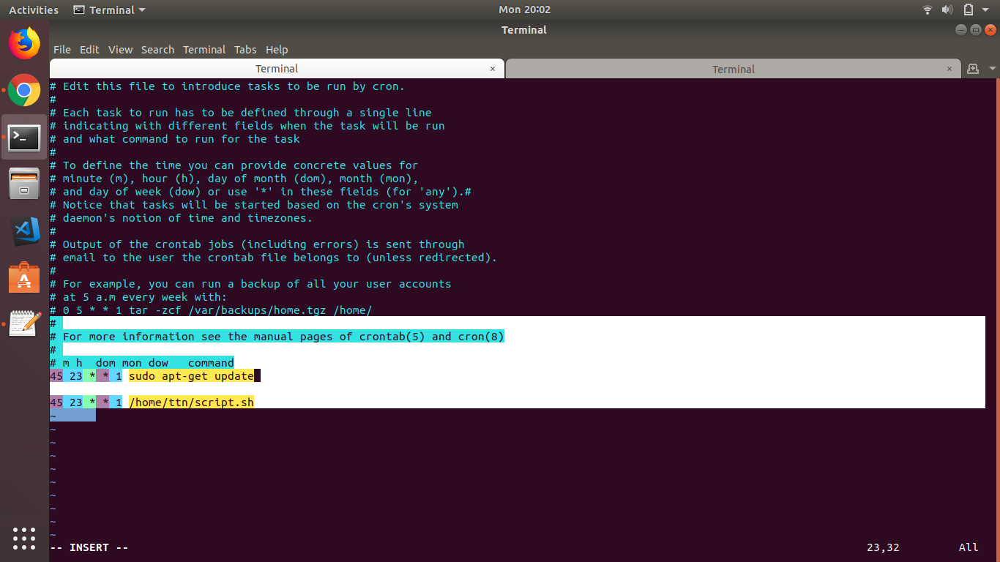 Activities Terminal Mon 20:02
Terminal
File Edit View Search Terminal Tabs Help
Terminal × Terminal ×
# Edit this file to introduce tasks to be run by cron.
#
# Each task to run has to be defined through a single line
# indicating with different fields when the task will be run
# and what command to run for the task
#
# To define the time you can provide concrete values for
# minute (m), hour (h), day of month (dom), month (mon),
# and day of week (dow) or use '*' in these fields (for 'any').#
# Notice that tasks will be started based on the cron's system
# daemon's notion of time and timezones.
#
# Output of the crontab jobs (including errors) is sent through
# email to the user the crontab file belongs to (unless redirected).
#
# For example, you can run a backup of all your user accounts
# at 5 a.m every week with:
# 0 5 * * 1 tar -zcf /var/backups/home.tgz /home/
#
# For more information see the manual pages of crontab(5) and cron(8)
#
# m h  dom mon dow   command
45 23 * * 1 sudo apt-get update
45 23 * * 1 /home/ttn/script.sh
~
~
~
~
~
~
~
~
~
~
-- INSERT -- 23,32 All